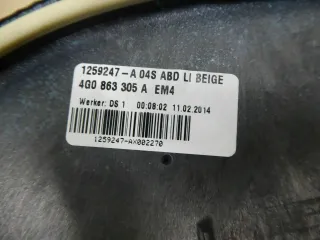 1259247-A 04S ABD LI BEIGE
4G0 863 305 A EM4
Werker: DS 1 00:08:02 11.02.2014
1259247-AX002270